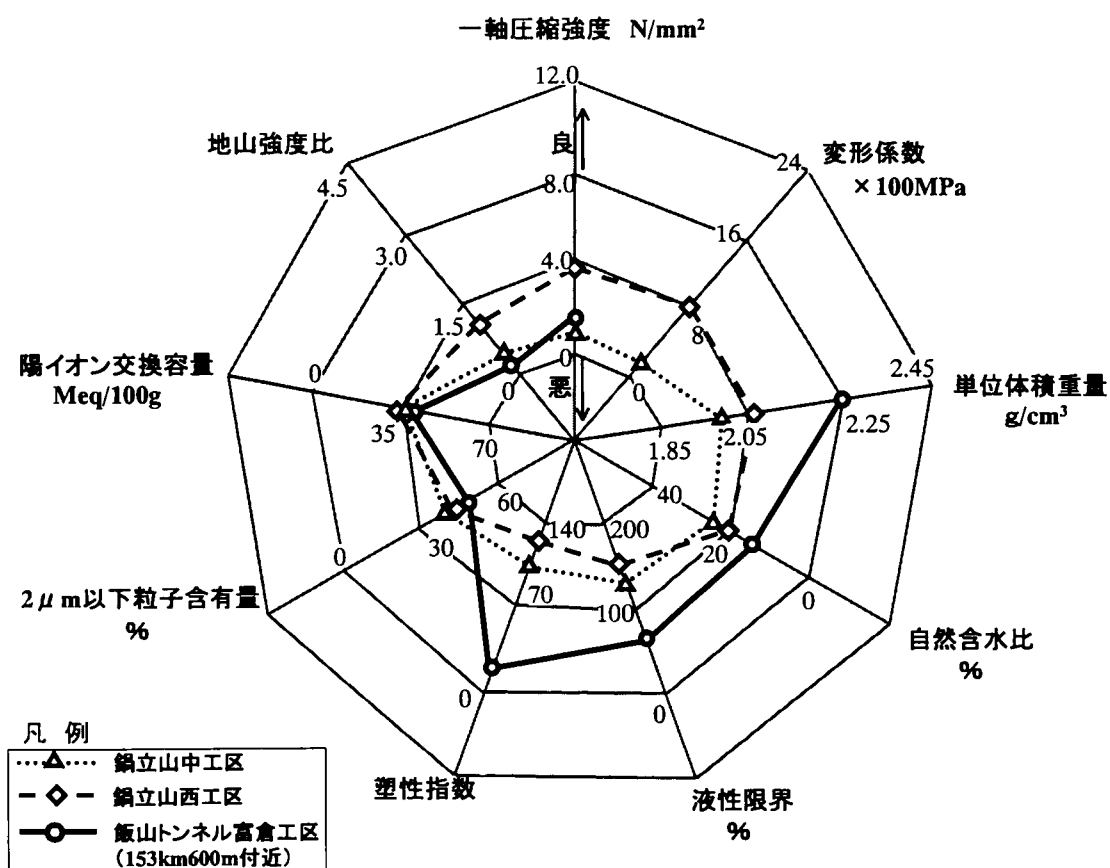 一軸圧縮強度 N/mm²
12.0
良
8.0
4.0
0
悪
変形係数
×100MPa
24
16
8
0
単位体積重量
g/cm³
2.45
2.25
2.05
1.85
自然含水比
%
0
20
40
液性限界
%
0
100
200
塑性指数
0
70
140
2μm以下粒子含有量
%
0
30
60
陽イオン交換容量
Meq/100g
0
35
70
地山強度比
4.5
3.0
1.5
0
凡 例
鍋立山中工区
鍋立山西工区
飯山トンネル富倉工区
(153km600m付近)